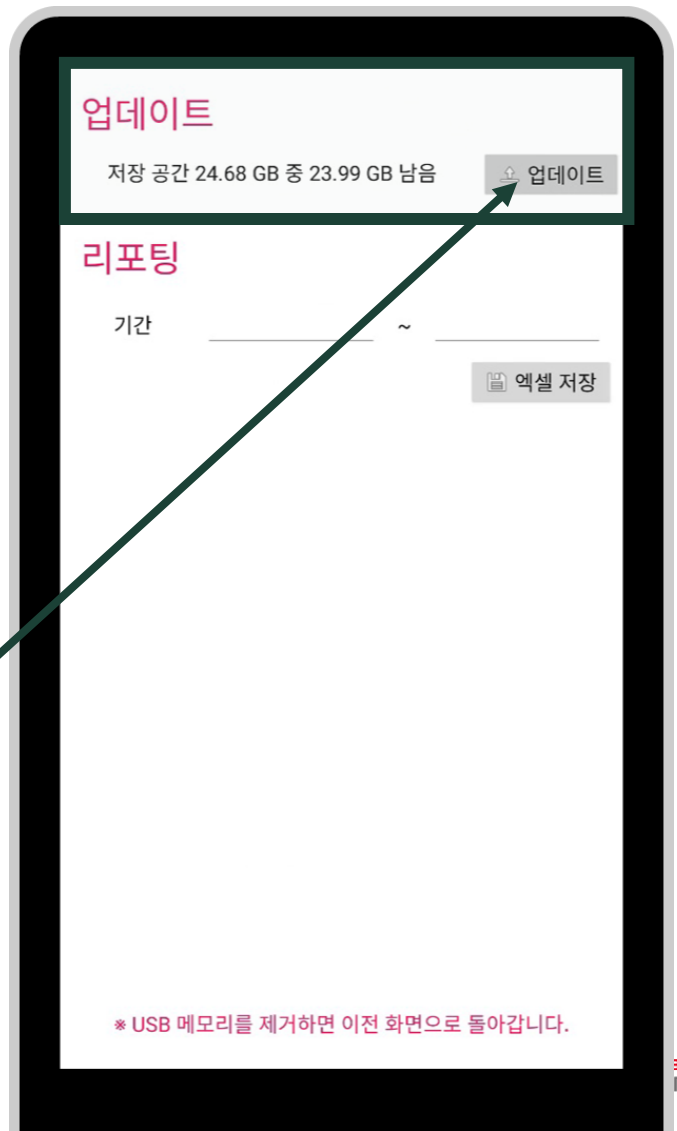 업데이트
저장 공간 24.68 GB 중 23.99 GB 남음
업데이트
리포팅
기간 ~
엑셀 저장
※ USB 메모리를 제거하면 이전 화면으로 돌아갑니다.